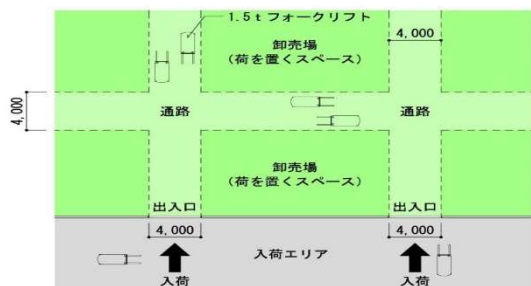 1.5tフォークリフト
4,000
卸売場
(荷を置くスペース)
4,000
通路
通路
卸売場
(荷を置くスペース)
出入口
出入口
4,000
4,000
入荷エリア
入荷
入荷